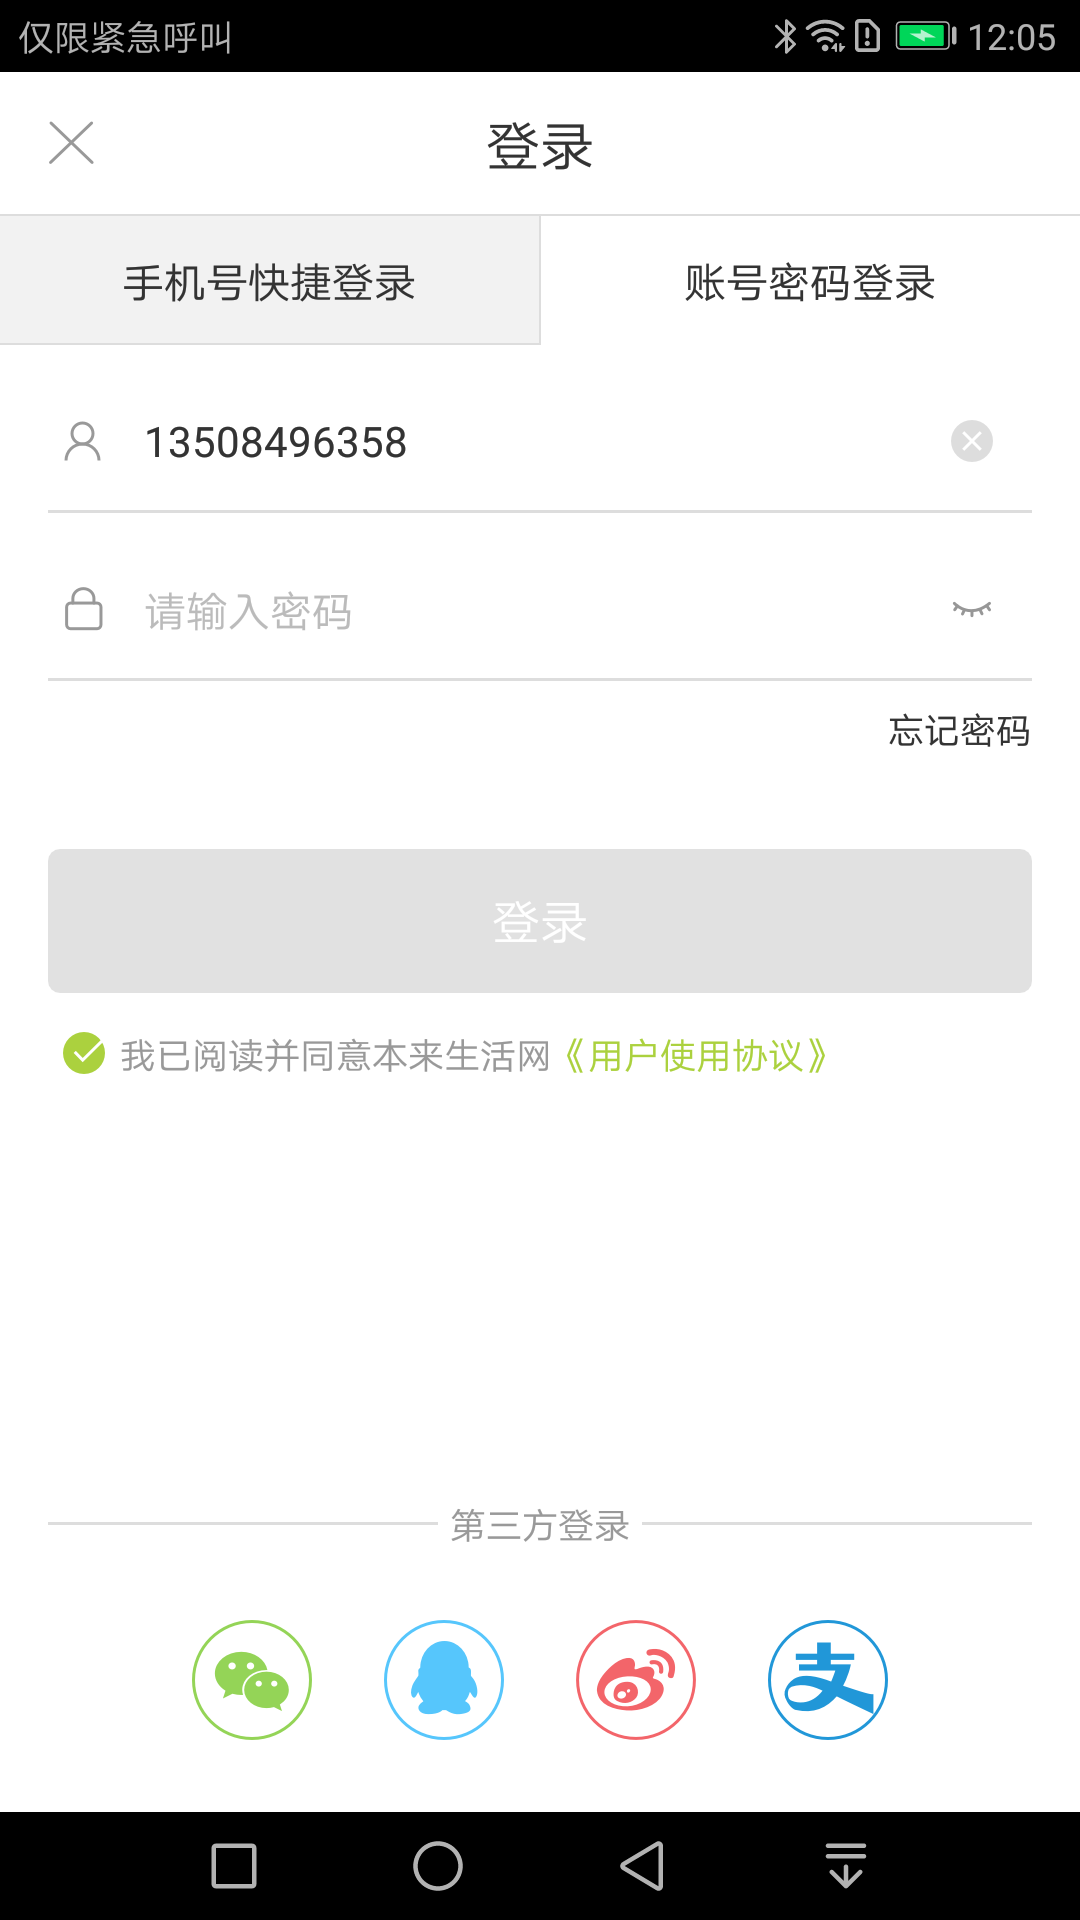 仅限紧急呼叫 12:05
登录
手机号快捷登录 账号密码登录
13508496358
请输入密码
忘记密码
登录
我已阅读并同意本来生活网《用户使用协议》
第三方登录
支